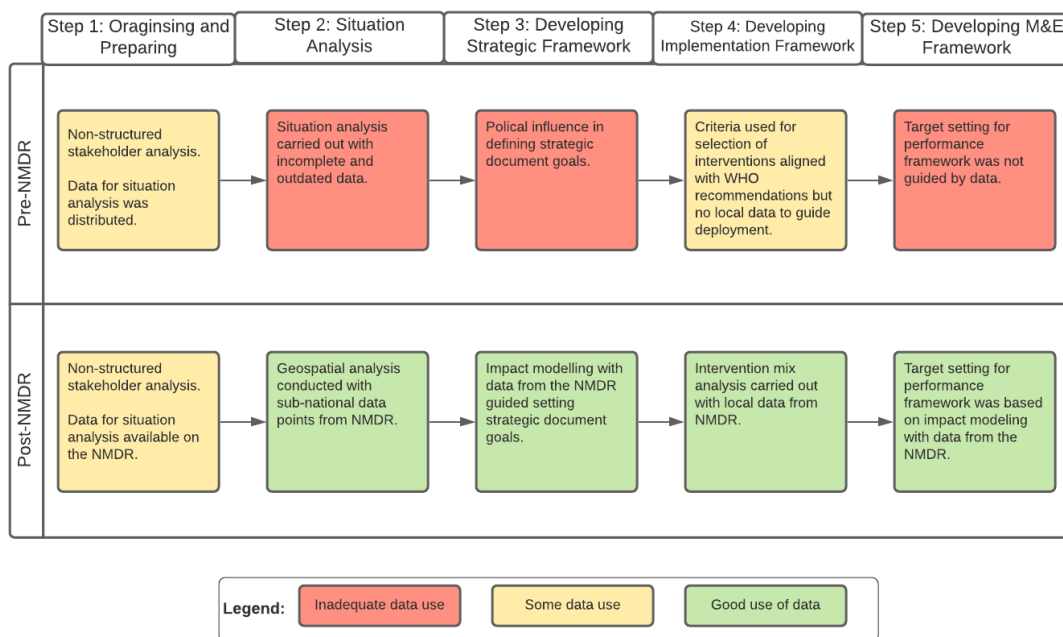 Step 1: Oraginsing and
Preparing
Step 2: Situation
Analysis
Step 3: Developing
Strategic Framework
Step 4: Developing
Implementation Framework
Step 5: Developing M&E
Framework
Pre-NMDR
Non-structured
stakeholder analysis.
Data for situation
analysis was
distributed.
Situation analysis
carried out with
incomplete and
outdated data.
Polical influence in
defining strategic
document goals.
Criteria used for
selection of
interventions aligned
with WHO
recommendations but
no local data to guide
deployment.
Target setting for
performance
framework was not
guided by data.
Post-NMDR
Non-structured
stakeholder analysis.
Data for situation
analysis available on
the NMDR.
Geospatial analysis
conducted with
sub-national data
points from NMDR.
Impact modelling with
data from the NMDR
guided setting
strategic document
goals.
Intervention mix
analysis carried out
with local data from
NMDR.
Target setting for
performance
framework was based
on impact modeling
with data from the
NMDR.
Legend:
Inadequate data use
Some data use
Good use of data